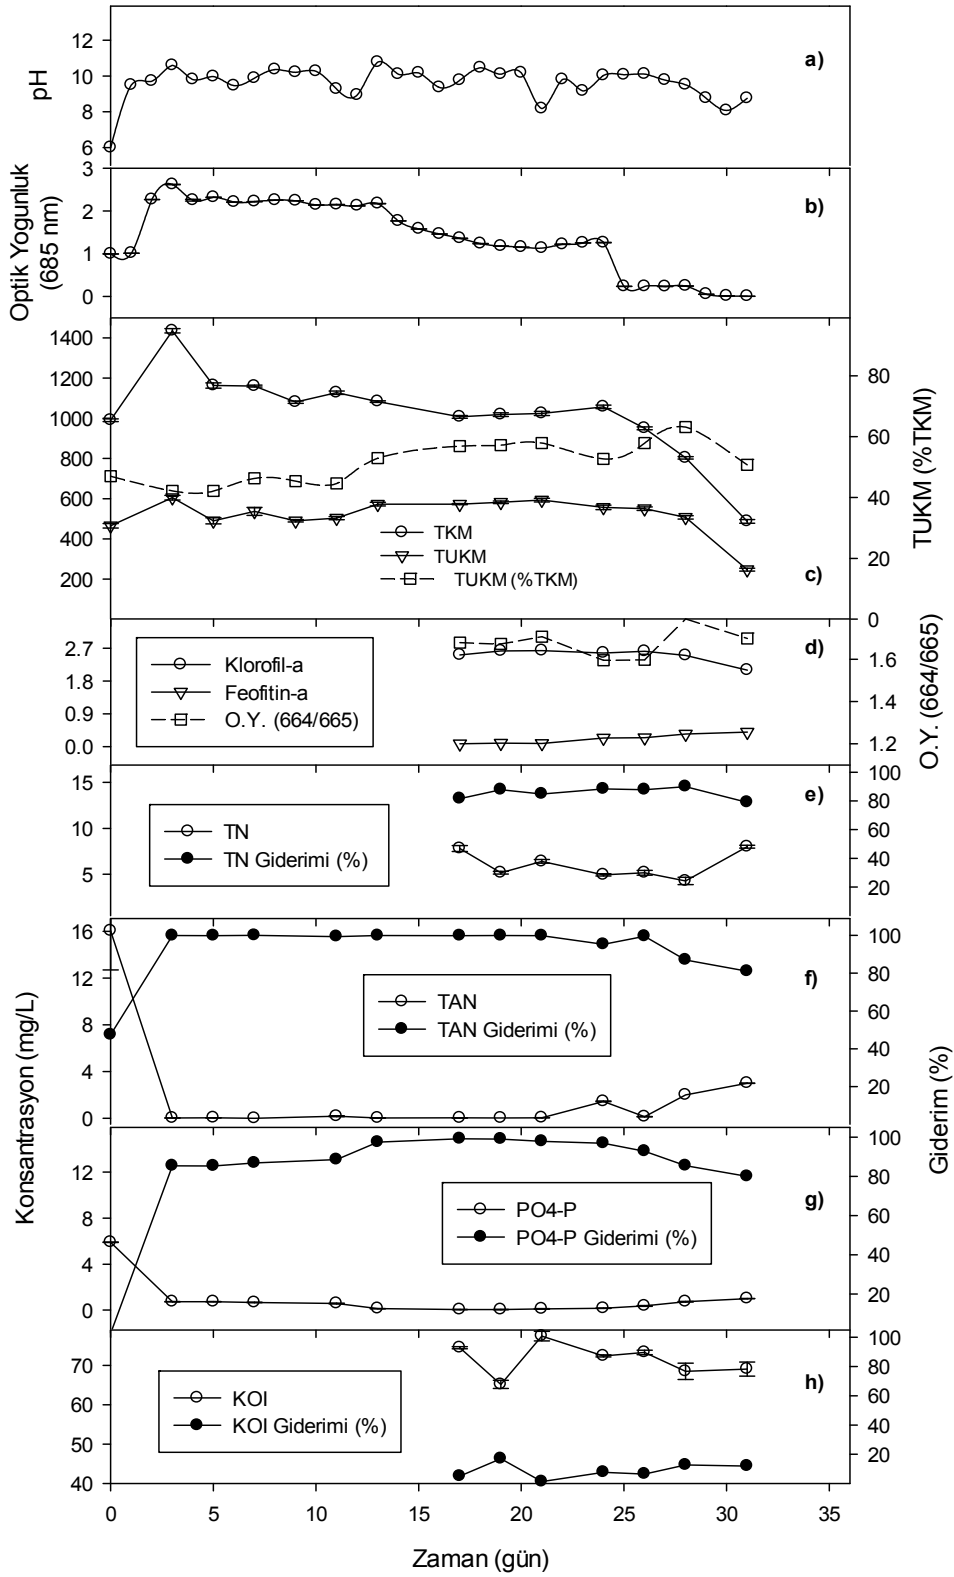 12
10
8
6
pH
a)
3
2
1
0
Optik Yogunluk
(685 nm)
b)
1400
1200
1000
800
600
400
200
80
60
40
20
0
TUKM (%TKM)
TKM
TUKM
TUKM (%TKM)
c)
2.7
1.8
0.9
0.0
Klorofil-a
Feofitin-a
O.Y. (664/665)
d)
1.6
1.4
1.2
O.Y. (664/665)
15
10
5
TN
TN Giderimi (%)
e)
100
80
60
40
20
16
12
8
4
0
TAN
TAN Giderimi (%)
f)
100
80
60
40
20
Konsantrasyon (mg/L)
Giderim (%)
12
8
4
0
PO4-P
PO4-P Giderimi (%)
g)
100
80
60
40
20
70
60
50
40
KOI
KOI Giderimi (%)
h)
100
80
60
40
20
0 5 10 15 20 25 30 35
Zaman (gün)